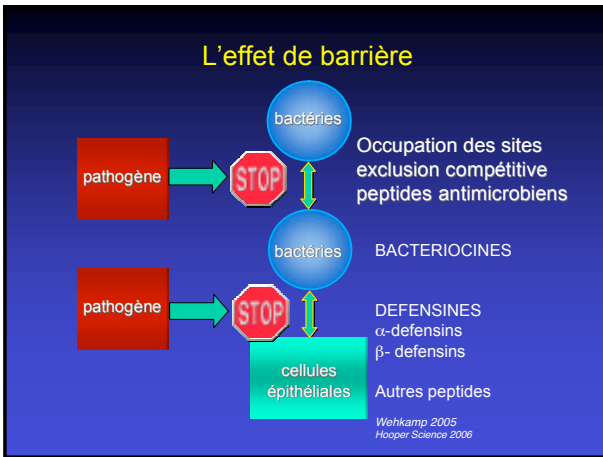 L'effet de barrière
bactéries
pathogène
STOP
Occupation des sites
exclusion compétitive
peptides antimicrobiens
bactéries
BACTERIOCINES
pathogène
STOP
DEFENSINES
α-defensins
β- defensins
cellules
épithéliales
Autres peptides
Wehkamp 2005
Hooper Science 2006